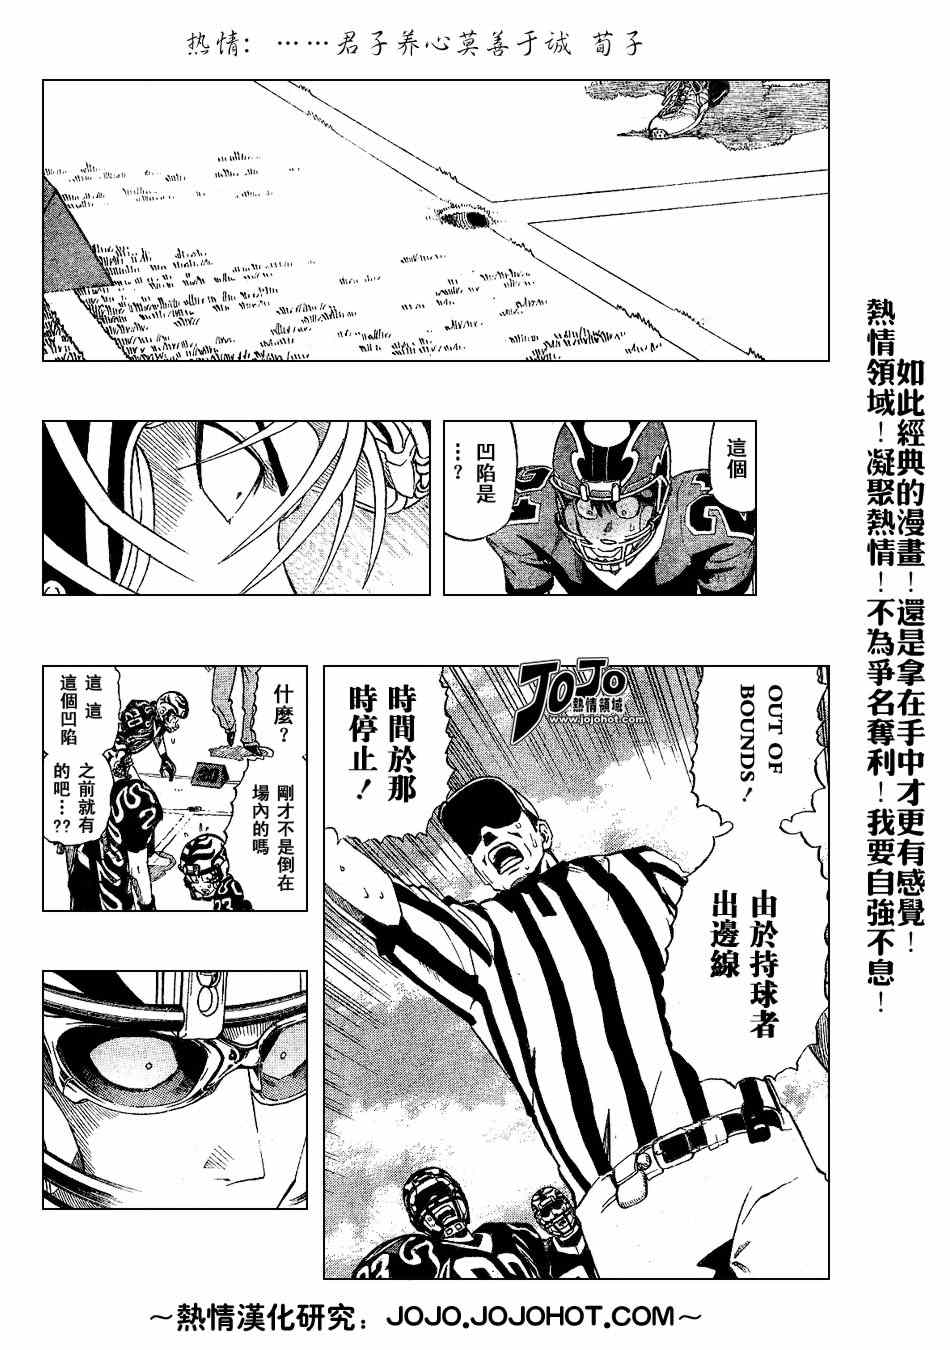 热情：……君子养心莫善于诚 荀子
這個
凹陷是
…？
OUT OF
BOUNDS!
由於持球者
出邊線
時間於那
時停止！
JOJO
熱情領域
www.jojohot.com
什麼？
剛才不是倒在
場內的嗎
這 這
這個凹陷
之前就有
的吧…??
20
如此經典的漫畫！還是拿在手中才更有感覺！
熱情領域！凝聚熱情！不為爭名奪利！我要自強不息！
～熱情漢化研究：JOJO.JOJOHOT.COM～